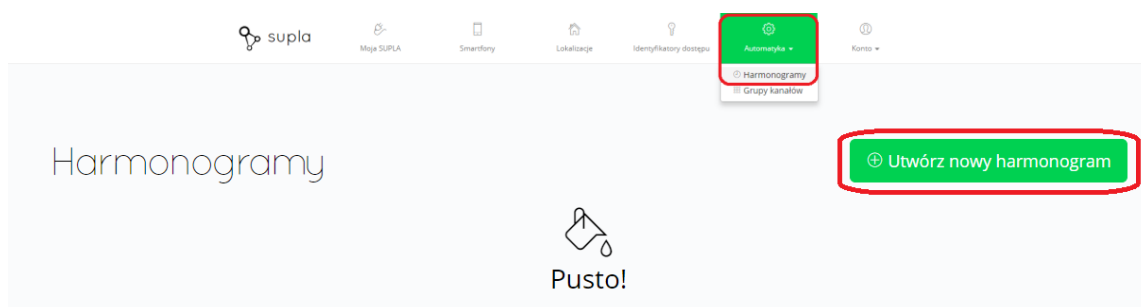 supla
Moja SUPLA
Smartfony
Lokalizacje
Identyfikatory dostępu
Automatyka
Konto
Harmonogramy
Grupy kanałów
Harmonogramy
Utwórz nowy harmonogram
Pusto!